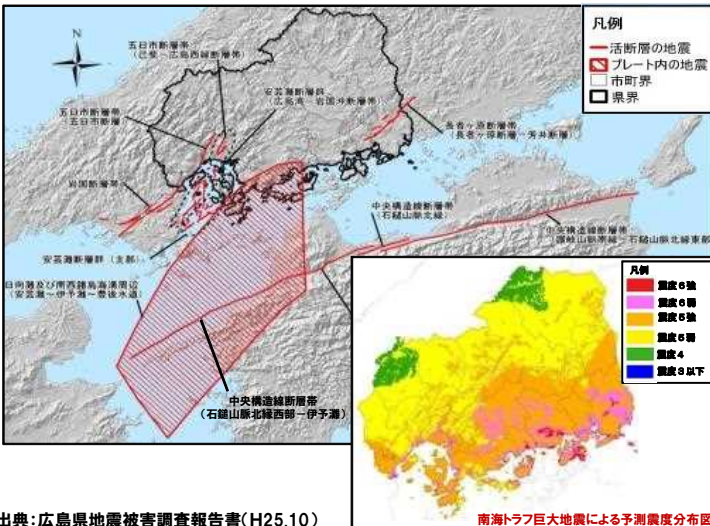 N
五日市断層帯
(己斐-広島西縁断層帯)
安芸灘断層群
(広島湾-岩国沖断層帯)
五日市断層帯
(五日市断層)
岩国断層帯
長者ヶ原断層帯
(長者ヶ原断層-芳井断層)
中央構造線断層帯
(石鎚山脈北縁)
中央構造線断層帯
(讃岐山脈南縁-石鎚山脈北縁東部)
安芸灘断層群(主部)
日向灘及び南西諸島海溝周辺
(安芸灘~伊予灘~豊後水道)
中央構造線断層帯
(石鎚山脈北縁西部-伊予灘)
凡例
活断層の地震
プレート内の地震
市町界
県界
凡例
震度6強
震度6弱
震度5強
震度5弱
震度4
震度3以下
南海トラフ巨大地震による予測震度分布図
出典:広島県地震被害調査報告書(H25.10)